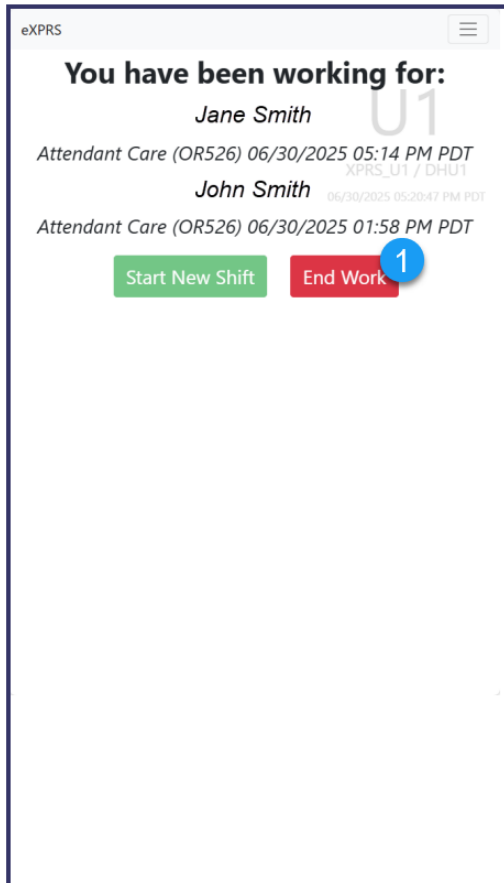 eXPRS
You have been working for:
U1
Jane Smith
Attendant Care (OR526) 06/30/2025 05:14 PM PDT
XPRS_U1 / DHU1
John Smith
06/30/2025 05:20:47 PM PDT
Attendant Care (OR526) 06/30/2025 01:58 PM PDT
Start New Shift
End Work
1